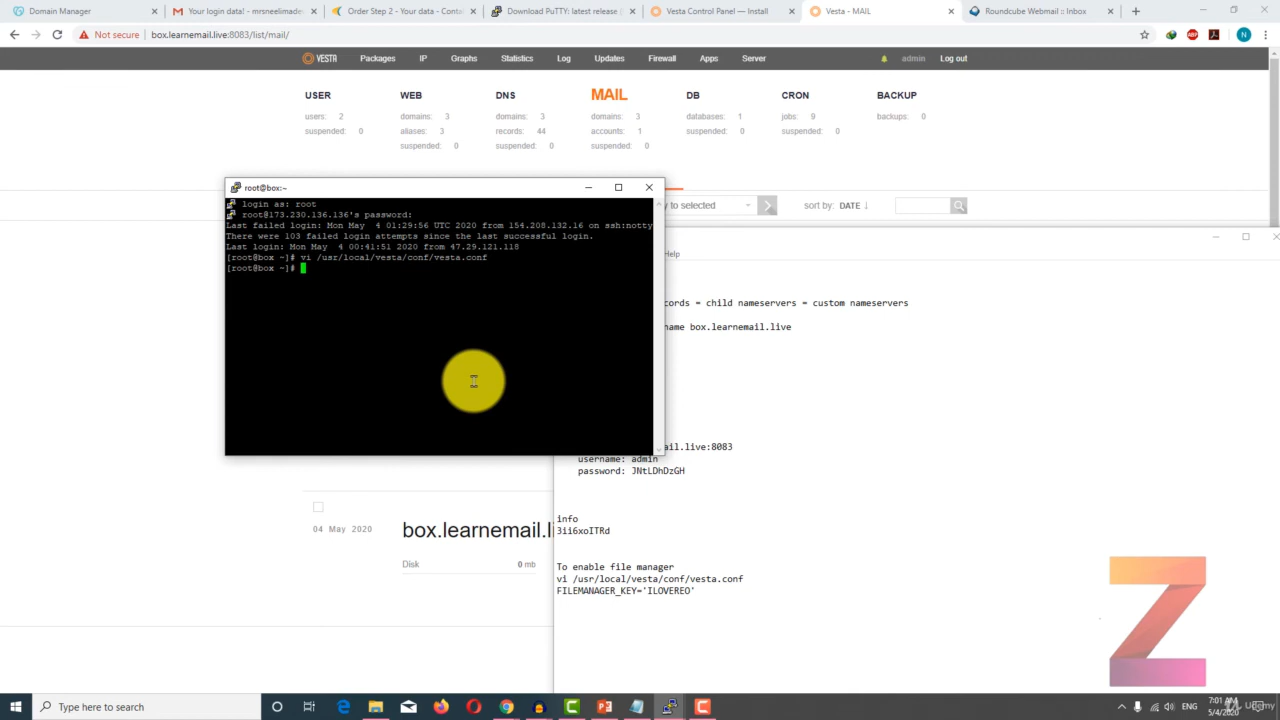 Domain Manager
Your login data! - mrsneelimade
Order Step 2 - Your data - Conta
Download PuTTY: latest release (
Vesta Control Panel — Install
Vesta - MAIL
Roundcube Webmail :: Inbox
Not secure | box.learnemail.live:8083/list/mail/
ABP
N
VESTA Packages IP Graphs Statistics Log Updates Firewall Apps Server admin Log out
USER WEB DNS MAIL DB CRON BACKUP
users: 2 domains: 3 domains: 3 domains: 3 databases: 1 jobs: 9 backups: 0
suspended: 0 aliases: 3 records: 44 accounts: 1 suspended: 0 suspended: 0
suspended: 0 suspended: 0 suspended: 0
root@box:~
y to selected sort by: DATE ↓
login as: root
root@173.230.136.136's password:
Last failed login: Mon May 4 01:29:56 UTC 2020 from 154.208.132.16 on ssh:notty
There were 103 failed login attempts since the last successful login.
Last login: Mon May 4 00:41:51 2020 from 47.29.121.118
[root@box ~]# vi /usr/local/vesta/conf/vesta.conf
[root@box ~]#
Help
cords = child nameservers = custom nameservers
name box.learnemail.live
ail.live:8083
username: admin
password: JNtLDhDzGH
info
3ii6xoITRd
To enable file manager
vi /usr/local/vesta/conf/vesta.conf
FILEMANAGER_KEY='ILOVEREO'
04 May 2020
box.learnemail.li
Disk 0 mb
Z
Type here to search
ENG
7:01 AM
5/4/2020
Udemy